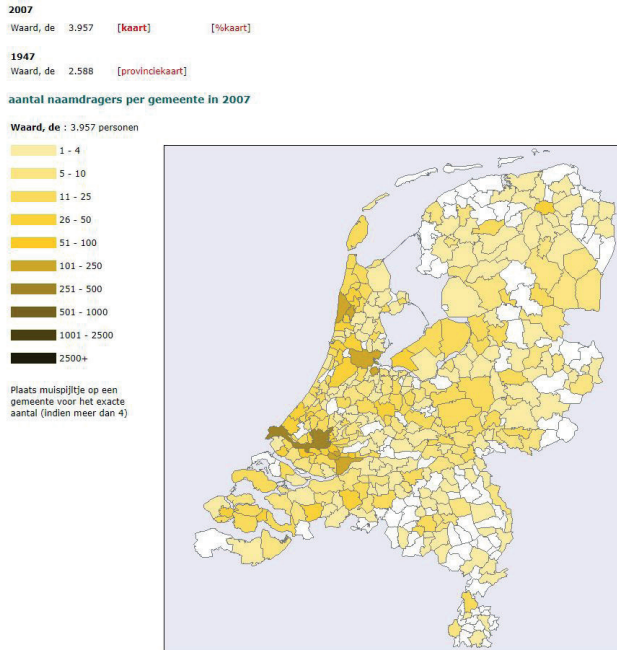 2007
Waard, de 3.957 [kaart] [%kaart]
1947
Waard, de 2.588 [provinciekaart]
aantal naamdragers per gemeente in 2007
Waard, de : 3.957 personen
1 - 4
5 - 10
11 - 25
26 - 50
51 - 100
101 - 250
251 - 500
501 - 1000
1001 - 2500
2500+
Plaats muispijltje op een
gemeente voor het exacte
aantal (indien meer dan 4)